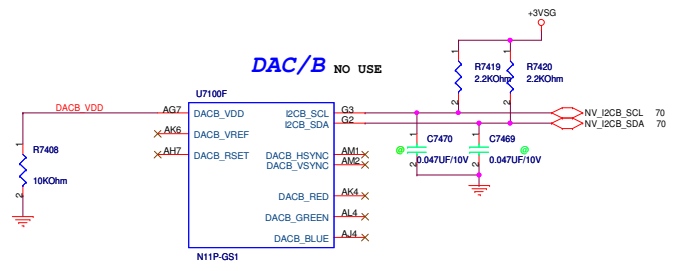 +3VSG
DAC/B NO USE
1 1
R7419 R7420
2.2KOhm 2.2KOhm
2 2
U7100F
DACB_VDD AG7 DACB_VDD I2CB_SCL G3 NV_I2CB_SCL 70
I2CB_SDA G2 NV_I2CB_SDA 70
AK6 DACB_VREF
AH7 DACB_RSET DACB_HSYNC AM1
DACB_VSYNC AM2
1 C7470 1 C7469
@ @
0.047UF/10V 0.047UF/10V
2 2
1
R7408
10KOhm
2
DACB_RED AK4
DACB_GREEN AL4
DACB_BLUE AJ4
N11P-GS1